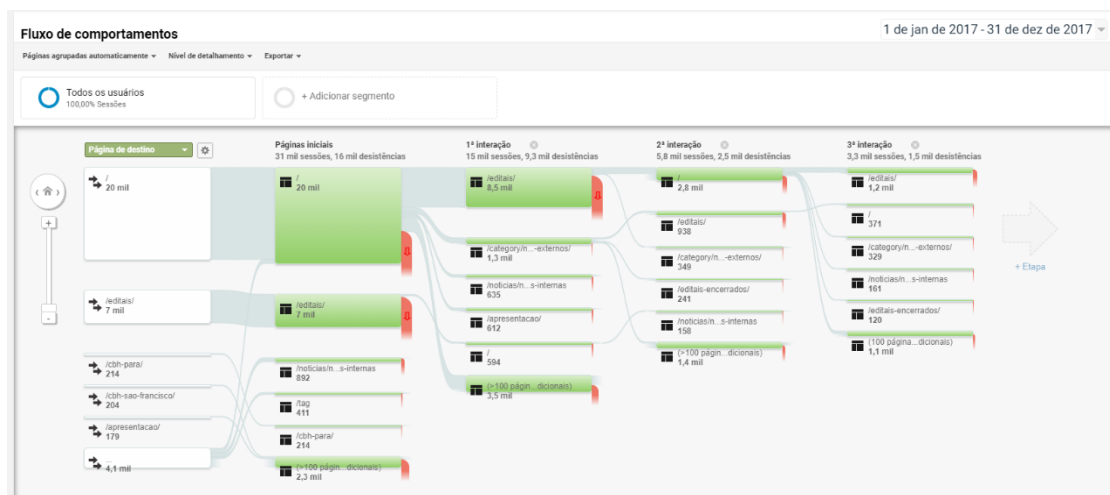 Fluxo de comportamentos
1 de jan de 2017 - 31 de dez de 2017
Páginas agrupadas automaticamente
Nível de detalhamento
Exportar
Todos os usuários
100,00% Sessões
+ Adicionar segmento
Página de destino
/
20 mil
/editais/
7 mil
/cbh-para/
214
/cbh-sao-francisco/
204
/apresentacao/
179
...
4,1 mil
Páginas iniciais
31 mil sessões, 16 mil desistências
/
20 mil
/editais/
7 mil
/noticias/n...s-internas
892
/tag
411
/cbh-para/
214
(>100 págin...dicionais)
2,3 mil
1ª interação
15 mil sessões, 9,3 mil desistências
/editais/
8,5 mil
/category/n...-externos/
1,3 mil
/noticias/n...s-internas
635
/apresentacao/
612
/
594
(>100 págin...dicionais)
3,5 mil
2ª interação
5,8 mil sessões, 2,5 mil desistências
/
2,8 mil
/editais/
938
/category/n...-externos/
349
/editais-encerrados/
241
/noticias/n...s-internas
158
(>100 págin...dicionais)
1,4 mil
3ª interação
3,3 mil sessões, 1,5 mil desistências
/editais/
1,2 mil
/
371
/category/n...-externos/
329
/noticias/n...s-internas
161
/editais-encerrados/
120
(100 página...dicionais)
1,1 mil
+ Etapa